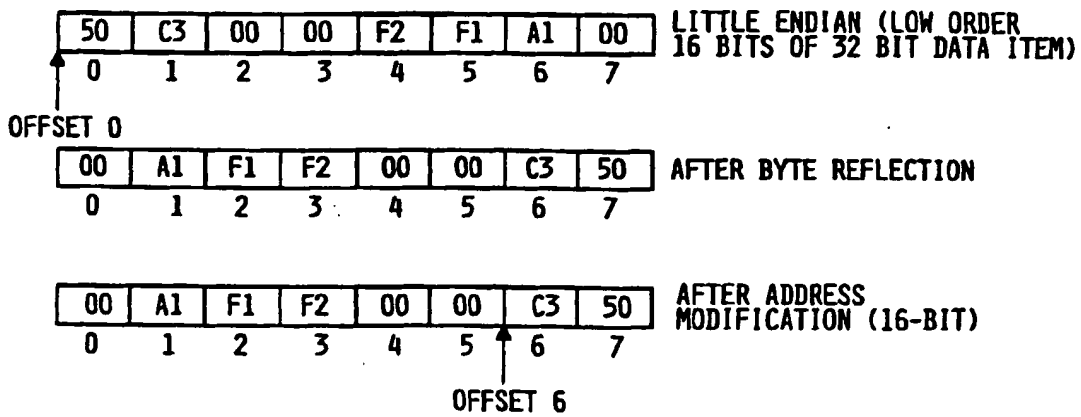 50 C3 00 00 F2 F1 A1 00 LITTLE ENDIAN (LOW ORDER
16 BITS OF 32 BIT DATA ITEM)
0 1 2 3 4 5 6 7
OFFSET 0
00 A1 F1 F2 00 00 C3 50 AFTER BYTE REFLECTION
0 1 2 3 4 5 6 7
00 A1 F1 F2 00 00 C3 50 AFTER ADDRESS
MODIFICATION (16-BIT)
0 1 2 3 4 5 6 7
OFFSET 6